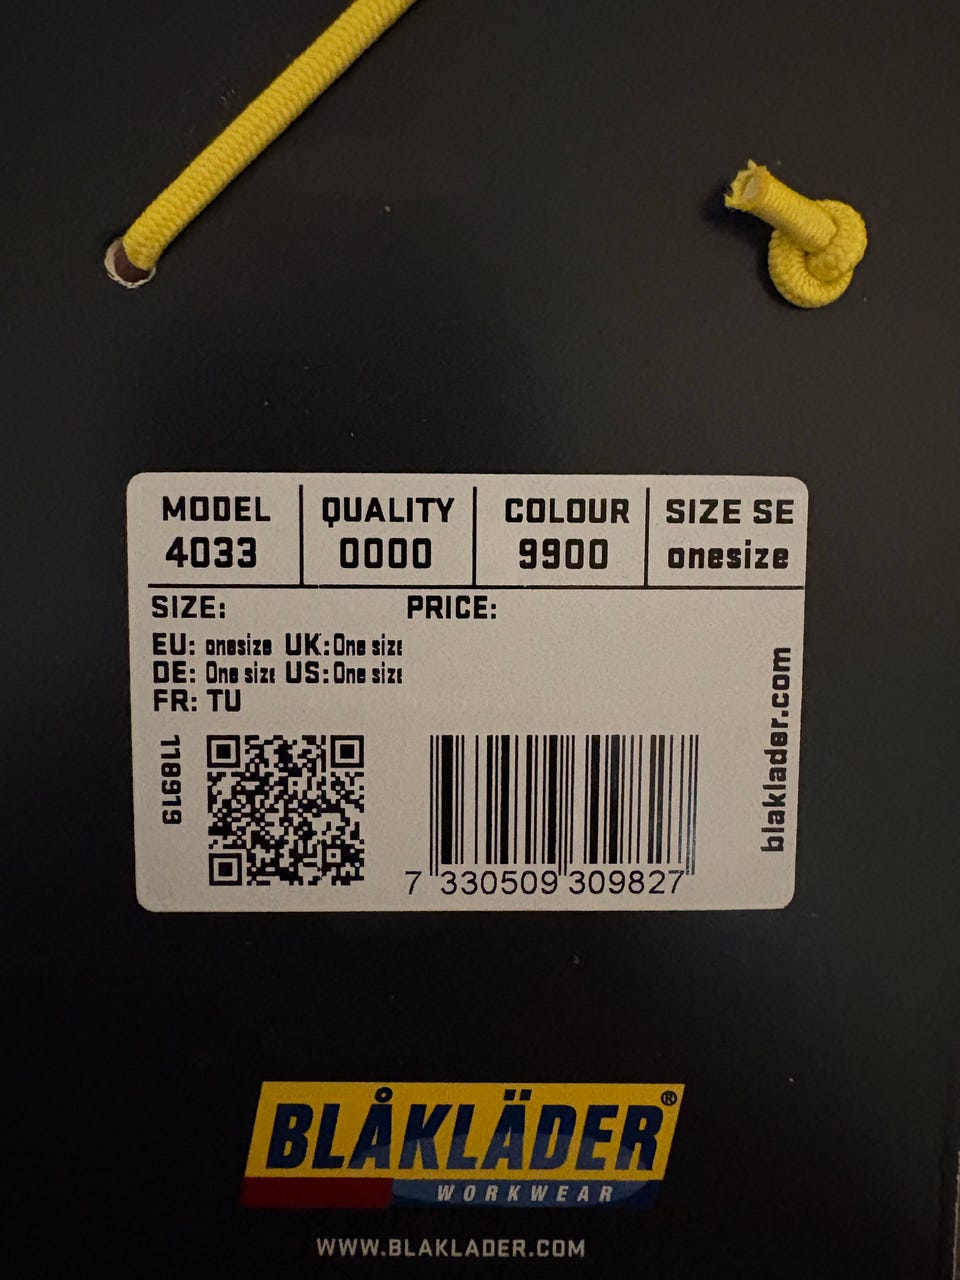 MODEL QUALITY COLOUR SIZE SE
4033 0000 9900 onesize
SIZE: PRICE:
EU: onesize UK: One size
DE: One size US: One size
FR: TU
118919
blaklader.com
7 330509 309827
BLÅKLÄDER®
WORKWEAR
WWW.BLAKLADER.COM